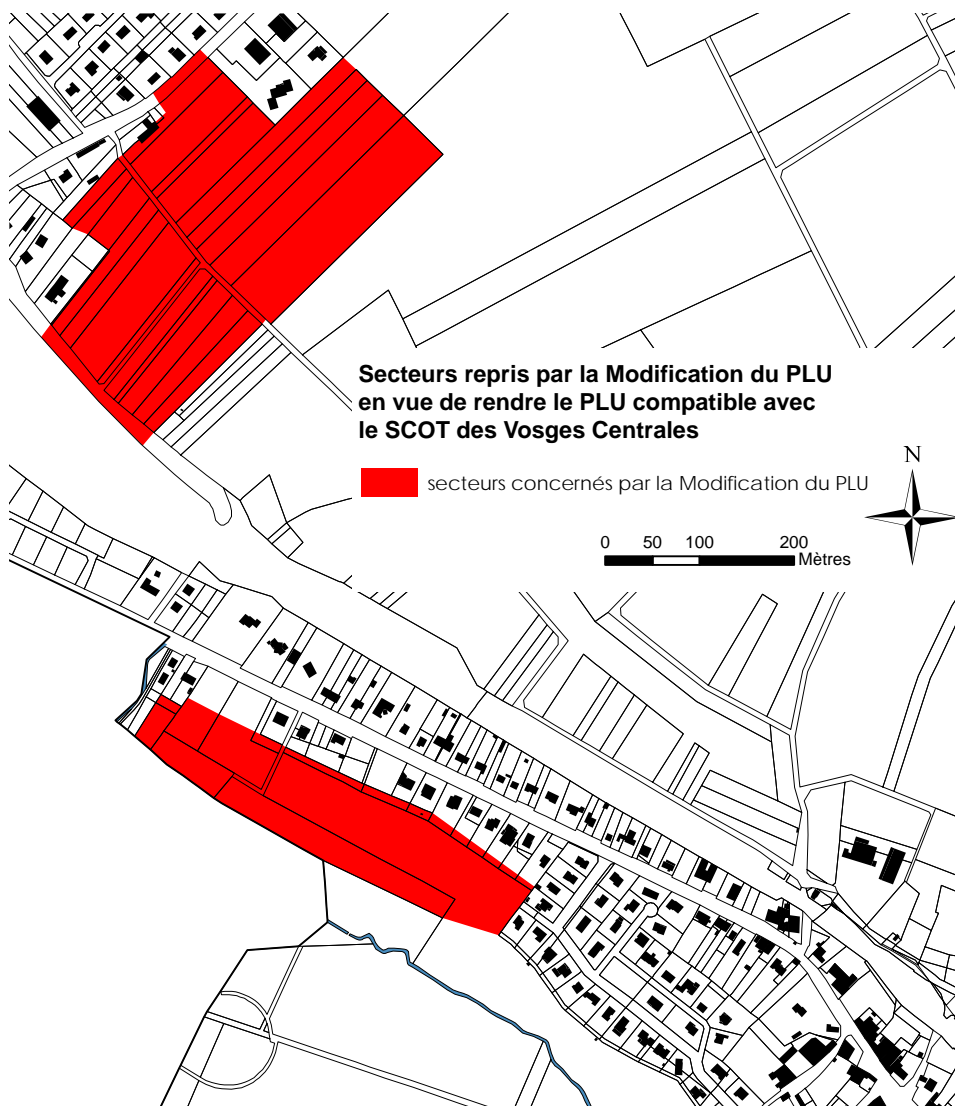 Secteurs repris par la Modification du PLU
en vue de rendre le PLU compatible avec
le SCOT des Vosges Centrales
secteurs concernés par la Modification du PLU
N
0 50 100 200
Mètres